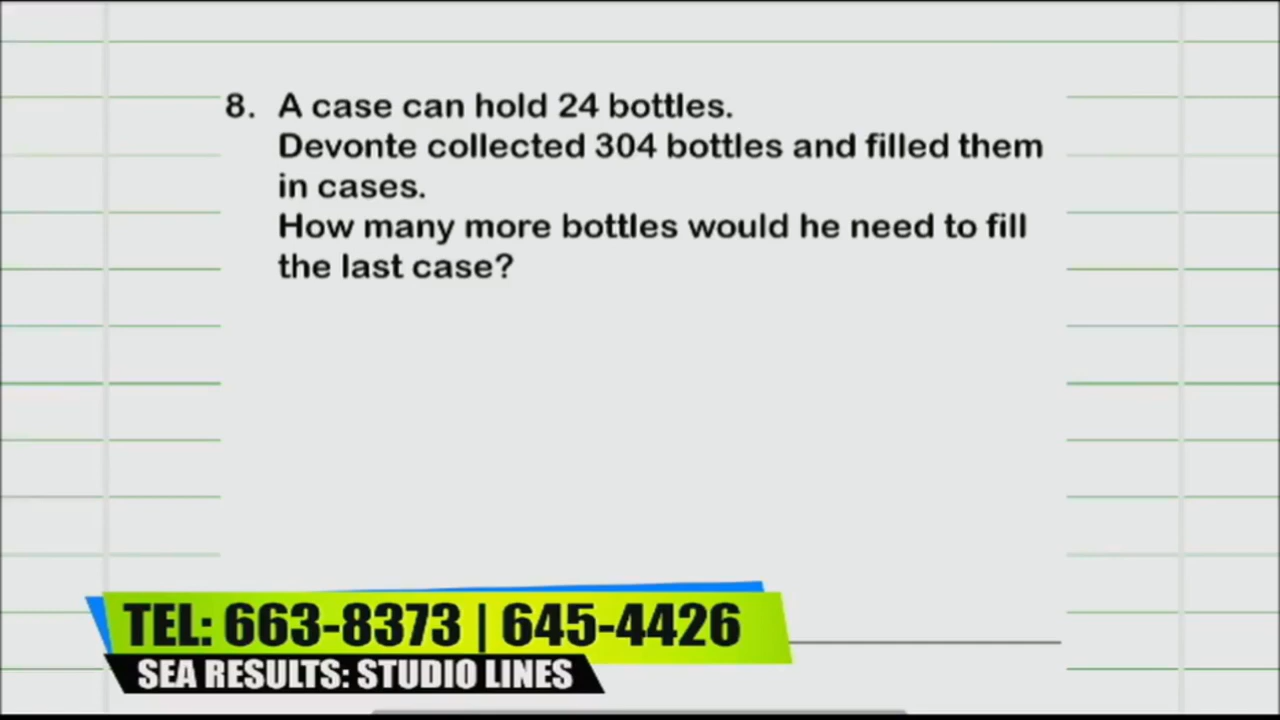 8. A case can hold 24 bottles.
Devonte collected 304 bottles and filled them
in cases.
How many more bottles would he need to fill
the last case?
TEL: 663-8373 | 645-4426
SEA RESULTS: STUDIO LINES